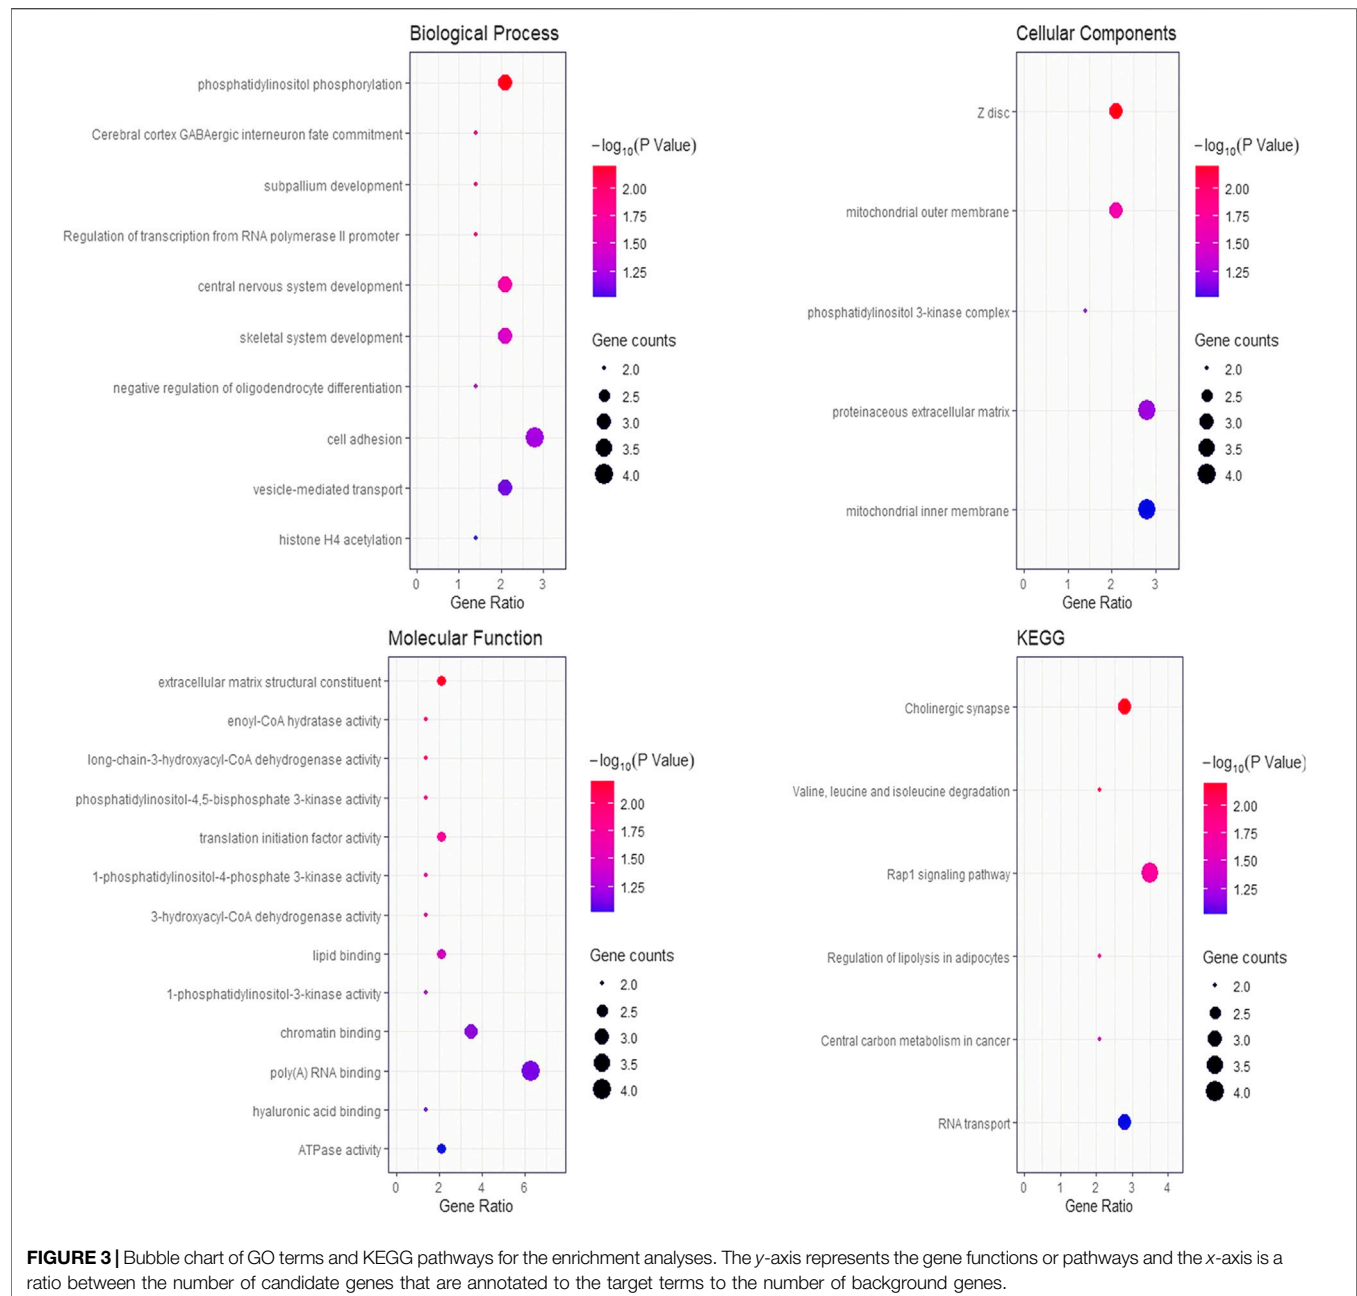 Biological Process
phosphatidylinositol phosphorylation
Cerebral cortex GABAergic interneuron fate commitment
subpallium development
Regulation of transcription from RNA polymerase II promoter
central nervous system development
skeletal system development
negative regulation of oligodendrocyte differentiation
cell adhesion
vesicle-mediated transport
histone H4 acetylation
0 1 2 3
Gene Ratio
−log10(P Value)
2.00
1.75
1.50
1.25
Gene counts
2.0
2.5
3.0
3.5
4.0
Cellular Components
Z disc
mitochondrial outer membrane
phosphatidylinositol 3-kinase complex
proteinaceous extracellular matrix
mitochondrial inner membrane
0 1 2 3
Gene Ratio
−log10(P Value)
2.00
1.75
1.50
1.25
Gene counts
2.0
2.5
3.0
3.5
4.0
Molecular Function
extracellular matrix structural constituent
enoyl-CoA hydratase activity
long-chain-3-hydroxyacyl-CoA dehydrogenase activity
phosphatidylinositol-4,5-bisphosphate 3-kinase activity
translation initiation factor activity
1-phosphatidylinositol-4-phosphate 3-kinase activity
3-hydroxyacyl-CoA dehydrogenase activity
lipid binding
1-phosphatidylinositol-3-kinase activity
chromatin binding
poly(A) RNA binding
hyaluronic acid binding
ATPase activity
0 2 4 6
Gene Ratio
−log10(P Value)
2.00
1.75
1.50
1.25
Gene counts
2.0
2.5
3.0
3.5
4.0
KEGG
Cholinergic synapse
Valine, leucine and isoleucine degradation
Rap1 signaling pathway
Regulation of lipolysis in adipocytes
Central carbon metabolism in cancer
RNA transport
0 1 2 3 4
Gene Ratio
−log10(P Value)
2.00
1.75
1.50
1.25
Gene counts
2.0
2.5
3.0
3.5
4.0
FIGURE 3 | Bubble chart of GO terms and KEGG pathways for the enrichment analyses. The y-axis represents the gene functions or pathways and the x-axis is a
ratio between the number of candidate genes that are annotated to the target terms to the number of background genes.